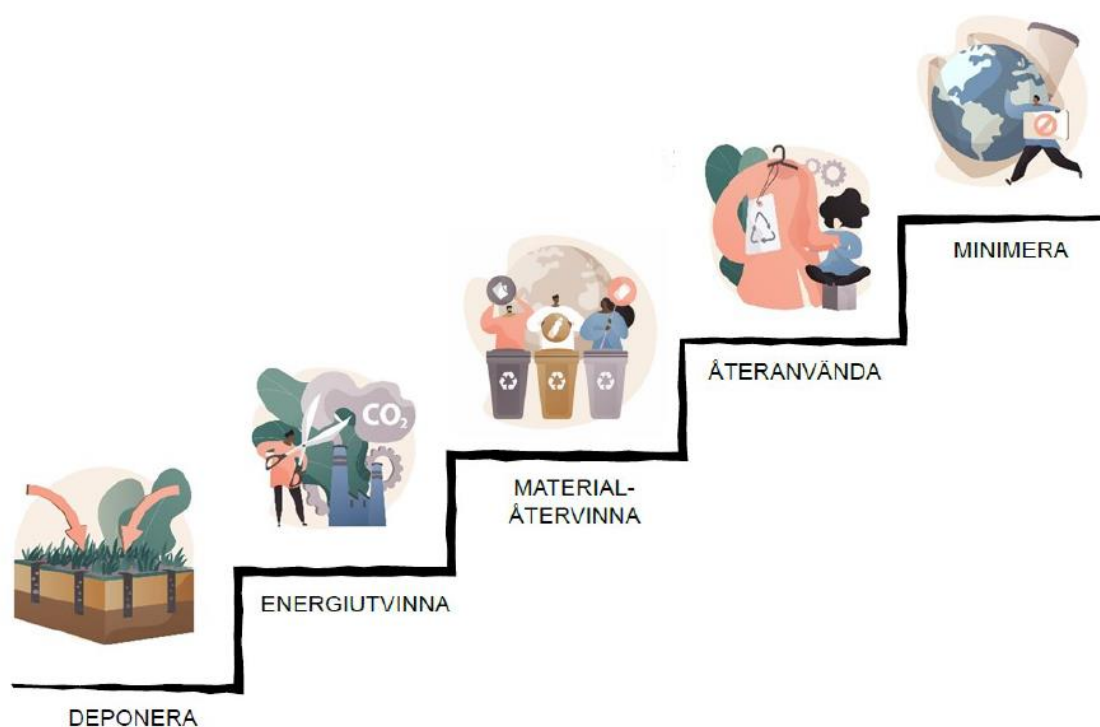 MINIMERA
ÅTERANVÄNDA
CO₂
MATERIAL-
ÅTERVINNA
ENERGIUTVINNA
DEPONERA